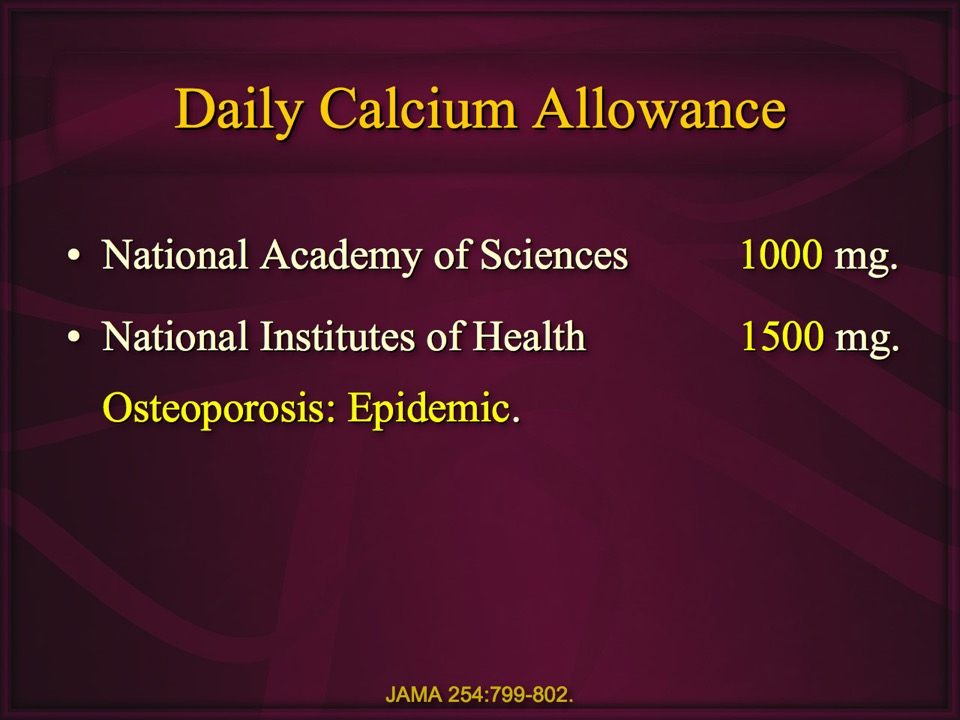 Daily Calcium Allowance
• National Academy of Sciences 1000 mg.
• National Institutes of Health 1500 mg.
Osteoporosis: Epidemic.
JAMA 254:799-802.